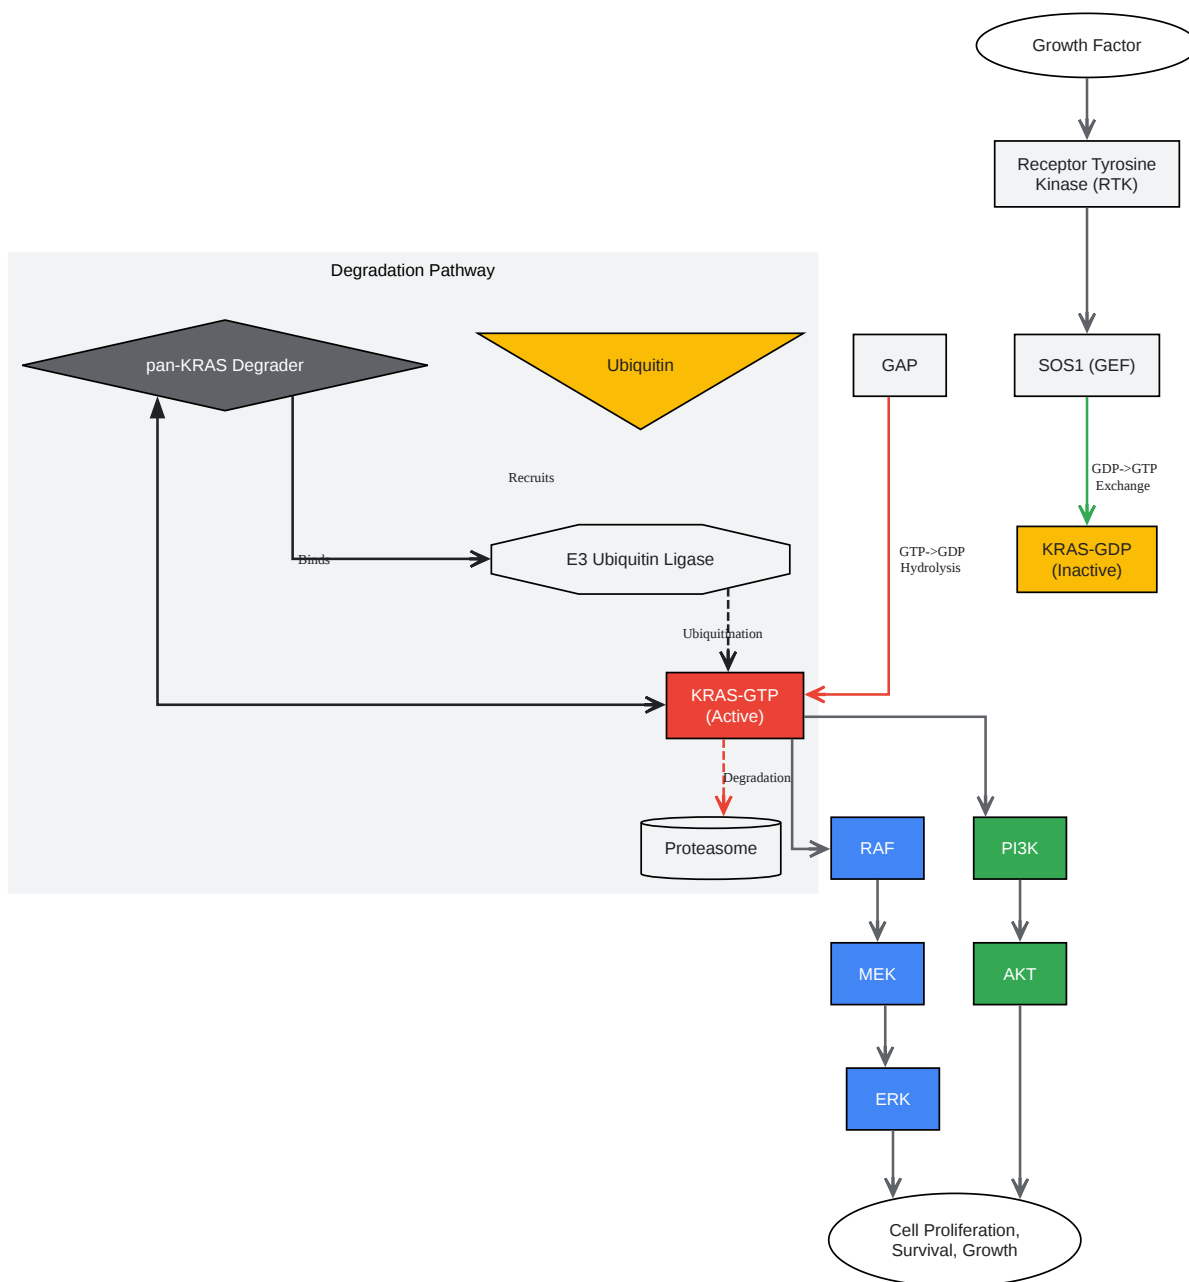 Growth Factor
Receptor Tyrosine
Kinase (RTK)
Degradation Pathway
pan-KRAS Degrader
Ubiquitin
GAP
SOS1 (GEF)
Recruits
GDP->GTP
Exchange
Binds
E3 Ubiquitin Ligase
GTP->GDP
Hydrolysis
KRAS-GDP
(Inactive)
Ubiquitination
KRAS-GTP
(Active)
Degradation
Proteasome
RAF
PI3K
MEK
AKT
ERK
Cell Proliferation,
Survival, Growth